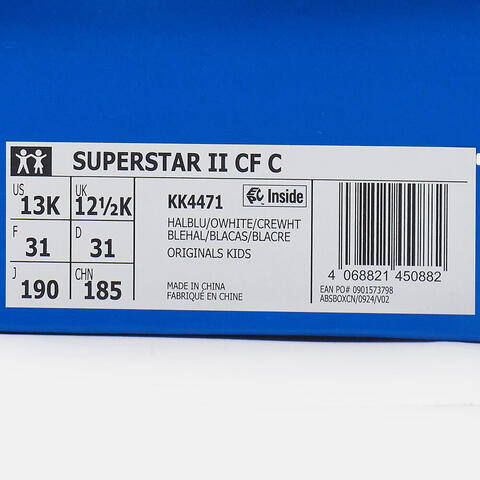 SUPERSTAR II CF C
US 13K UK 12½K
F 31 D 31
J 190 CHN 185
KK4471 Inside
HALBLU/OWHITE/CREWHT
BLEHAL/BLACAS/BLACRE
ORIGINALS KIDS
MADE IN CHINA
FABRIQUÉ EN CHINE
4 068821 450882
EAN PO# 0901573798
ABSBOXCN/0924/V02